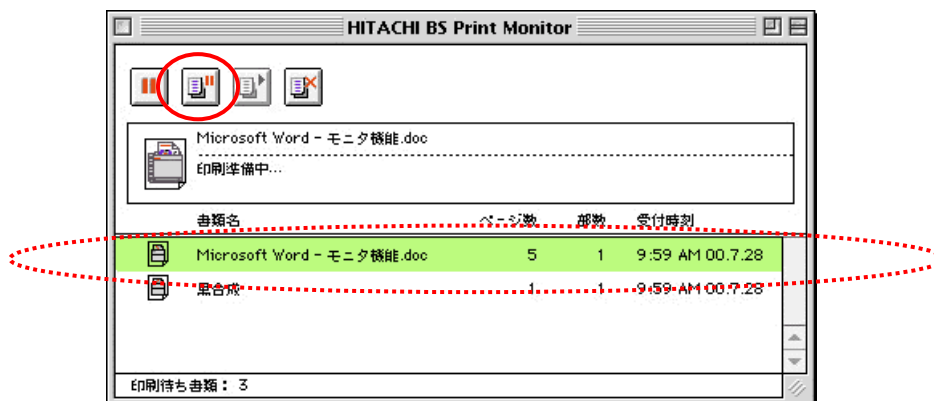 HITACHI BS Print Monitor
Microsoft Word - モニタ機能.doc
印刷準備中...
書類名 ページ数 部数 受付時刻
Microsoft Word - モニタ機能.doc 5 1 9:59 AM 00.7.28
黒合成 1 1 9:59 AM 00.7.28
印刷待ち書類： 3